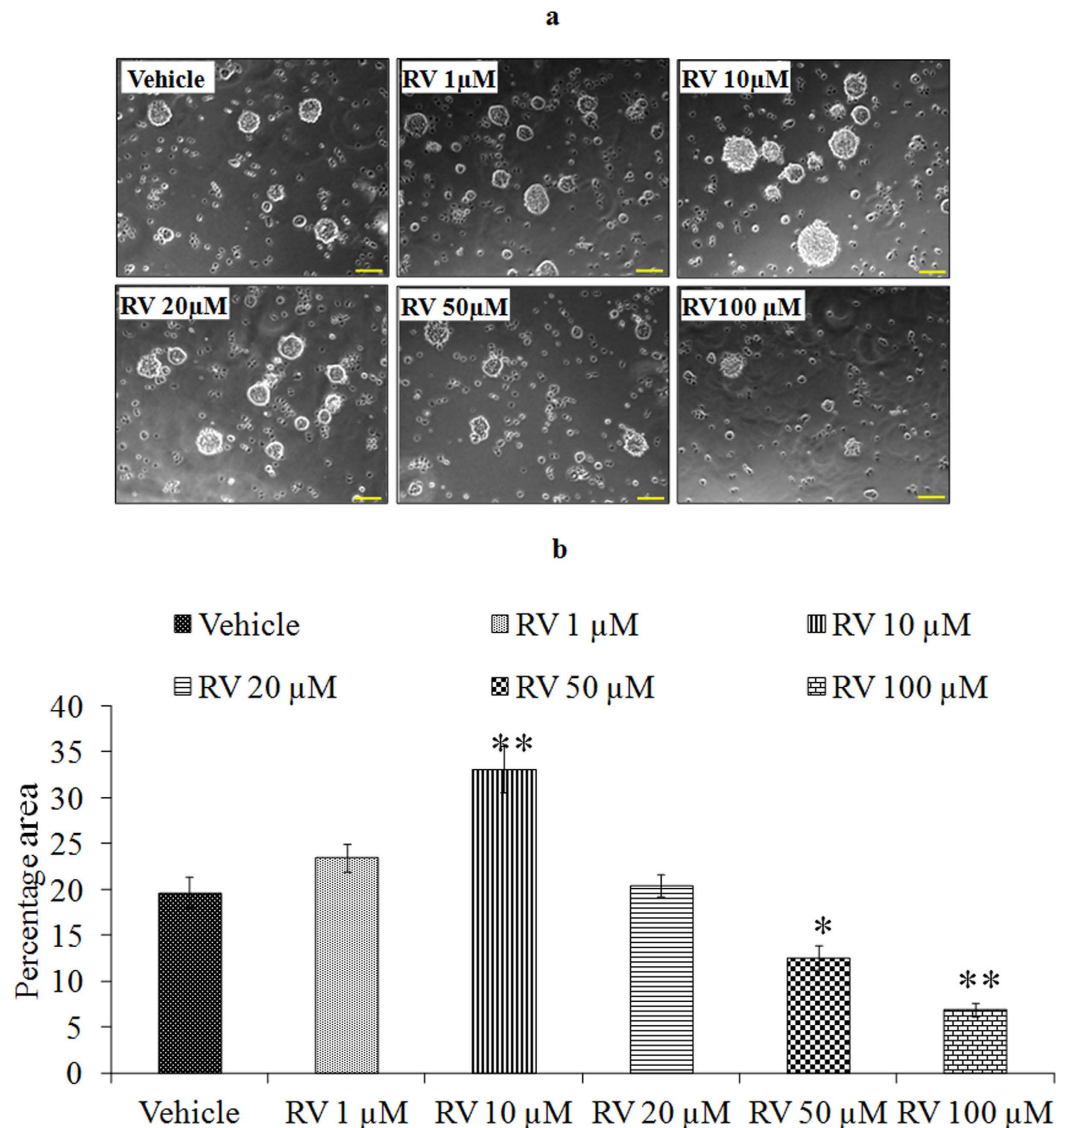 a
Vehicle
RV 1µM
RV 10µM
RV 20µM
RV 50µM
RV100 µM
b
Vehicle
RV 1 µM
RV 10 µM
RV 20 µM
RV 50 µM
RV 100 µM
Percentage area
40
35
30
25
20
15
10
5
0
**
*
**
Vehicle RV 1 µM RV 10 µM RV 20 µM RV 50 µM RV 100 µM